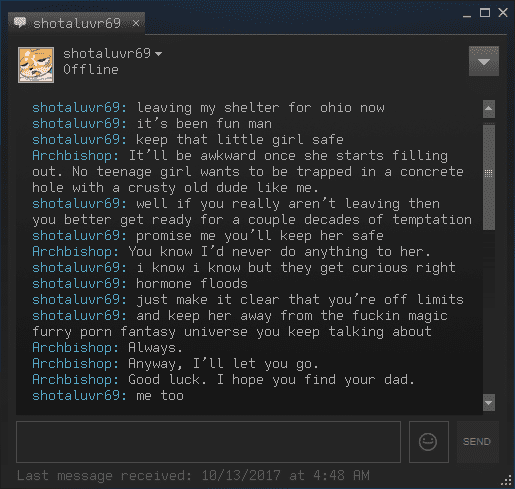 shotaluvr69
shotaluvr69
Offline
shotaluvr69: leaving my shelter for ohio now
shotaluvr69: it's been fun man
shotaluvr69: keep that little girl safe
Archbishop: It'll be awkward once she starts filling
out. No teenage girl wants to be trapped in a concrete
hole with a crusty old dude like me.
shotaluvr69: well if you really aren't leaving then
you better get ready for a couple decades of temptation
shotaluvr69: promise me you'll keep her safe
Archbishop: You know I'd never do anything to her.
shotaluvr69: i know i know but they get curious right
shotaluvr69: hormone floods
shotaluvr69: just make it clear that you're off limits
shotaluvr69: and keep her away from the fuckin magic
furry porn fantasy universe you keep talking about
Archbishop: Always.
Archbishop: Anyway, I'll let you go.
Archbishop: Good luck. I hope you find your dad.
shotaluvr69: me too
SEND
Last message received: 10/13/2017 at 4:48 AM